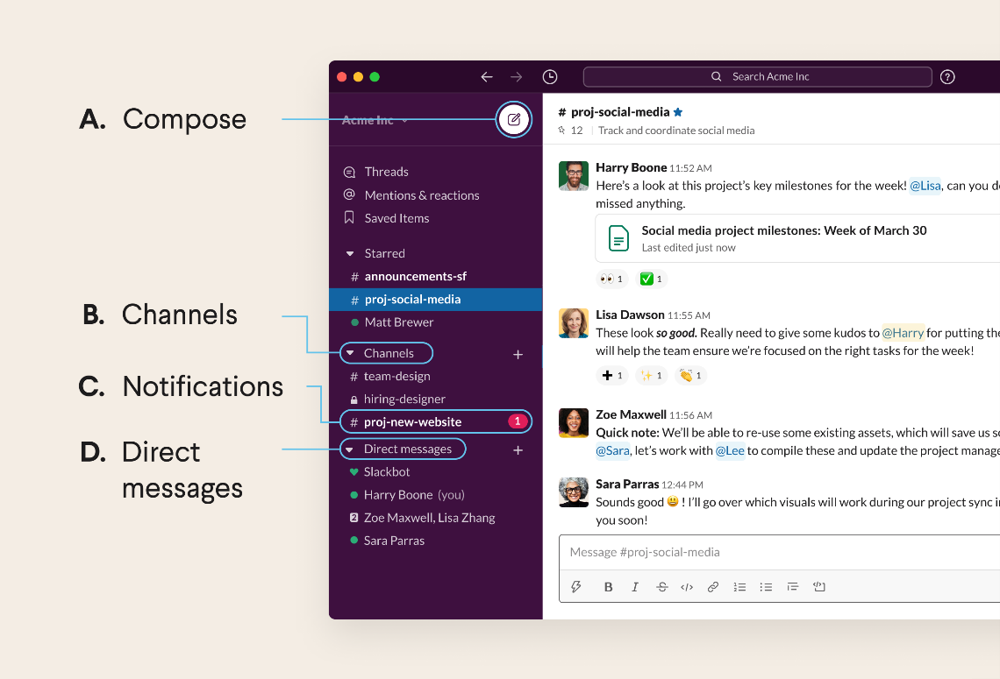 A. Compose
B. Channels
C. Notifications
D. Direct
messages
Search Acme Inc
Acme Inc
Threads
Mentions & reactions
Saved Items
Starred
# announcements-sf
# proj-social-media
Matt Brewer
Channels
# team-design
hiring-designer
# proj-new-website 1
Direct messages
Slackbot
Harry Boone (you)
2 Zoe Maxwell, Lisa Zhang
Sara Parras
# proj-social-media
12 | Track and coordinate social media
Harry Boone 11:52 AM
Here’s a look at this project’s key milestones for the week! @Lisa, can you d
missed anything.
Social media project milestones: Week of March 30
Last edited just now
👀 1 ✅ 1
Lisa Dawson 11:55 AM
These look so good. Really need to give some kudos to @Harry for putting the
will help the team ensure we’re focused on the right tasks for the week!
➕ 1 ✨ 1 👏 1
Zoe Maxwell 11:56 AM
Quick note: We’ll be able to re-use some existing assets, which will save us s
@Sara, let’s work with @Lee to compile these and update the project manage
Sara Parras 12:44 PM
Sounds good 😀 ! I’ll go over which visuals will work during our project sync i
you soon!
Message #proj-social-media
B I S </>